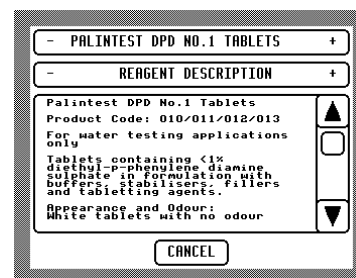 - PALINTEST DPD NO.1 TABLETS +
- REAGENT DESCRIPTION +
Palintest DPD No.1 Tablets
Product Code: 010/011/012/013
For water testing applications
only
Tablets containing <1%
diethyl-p-phenylene diamine
sulphate in formulation with
buffers, stabilisers, fillers
and tabletting agents.
Appearance and Odour:
White tablets with no odour
CANCEL